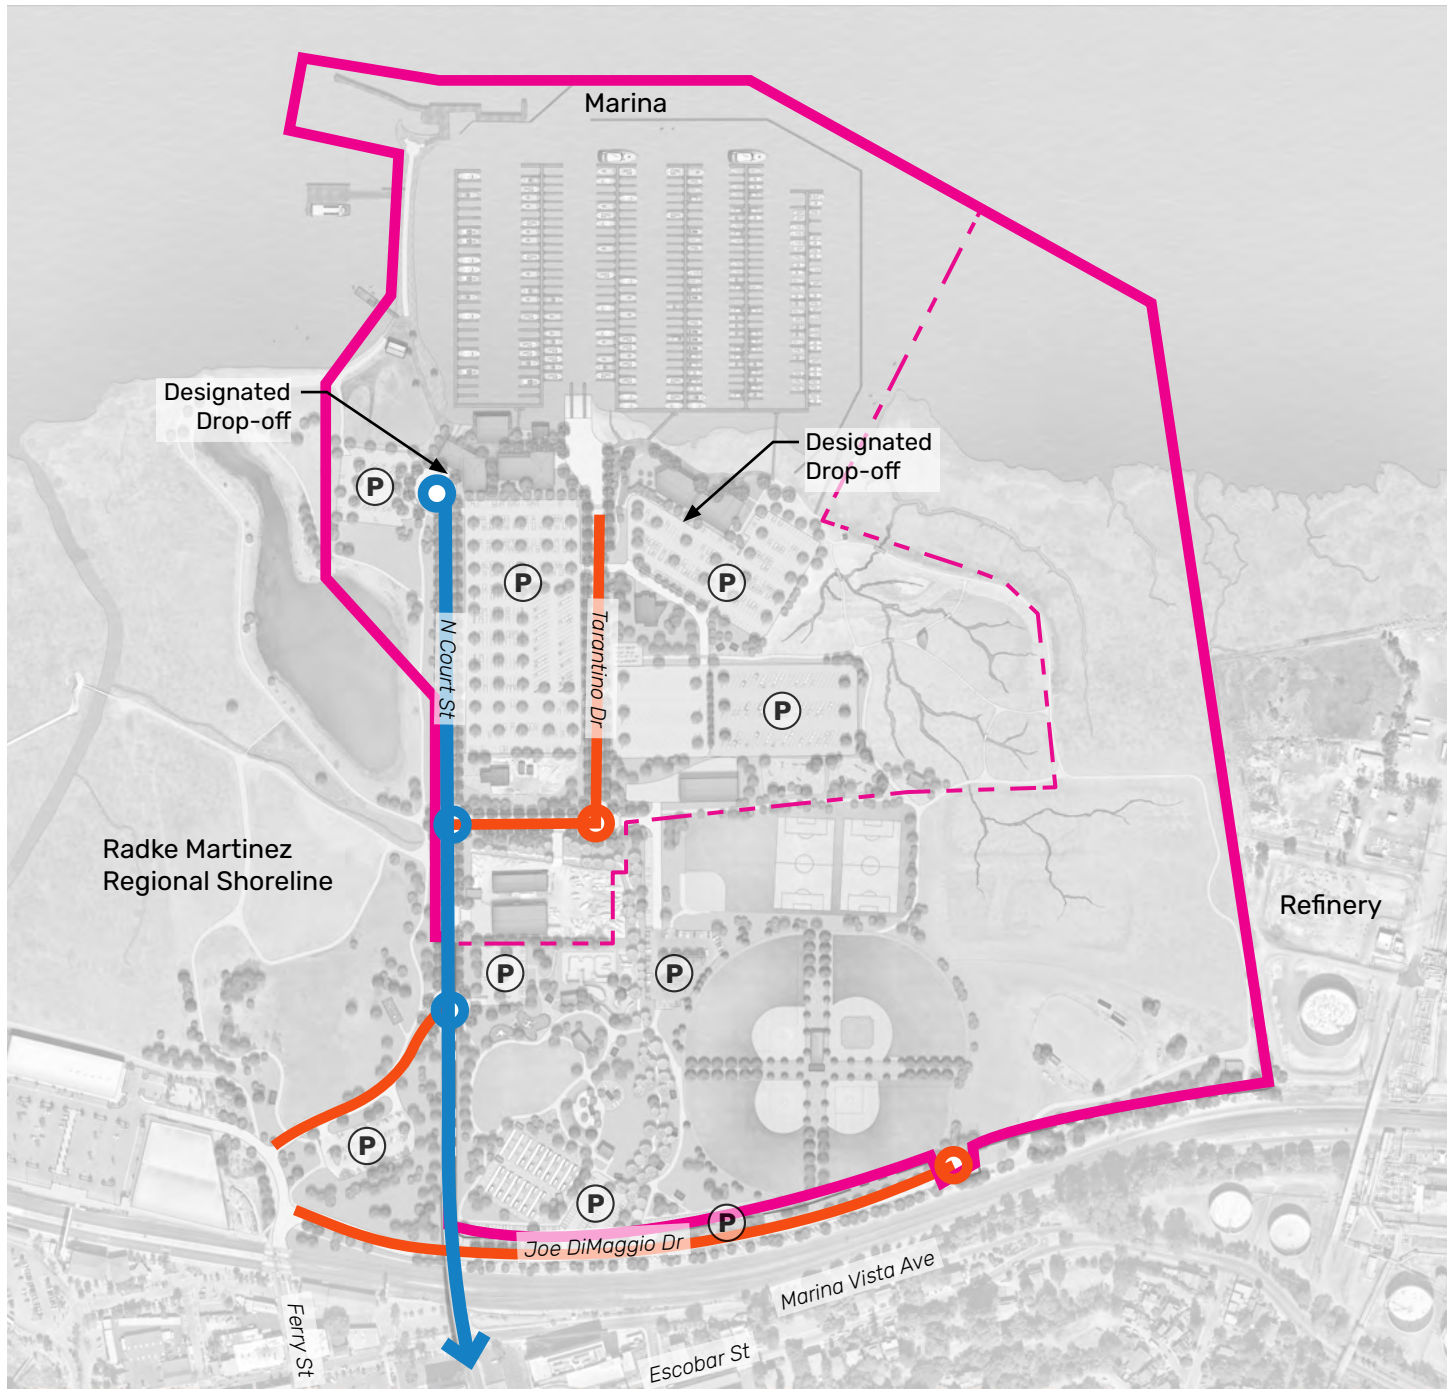 Marina
Designated
Drop-off
Designated
Drop-off
P
P
P
N Court St
Tarantino Dr
P
Radke Martinez
Regional Shoreline
Refinery
P
P
P
P
P
Joe DiMaggio Dr
Marina Vista Ave
Ferry St
Escobar St